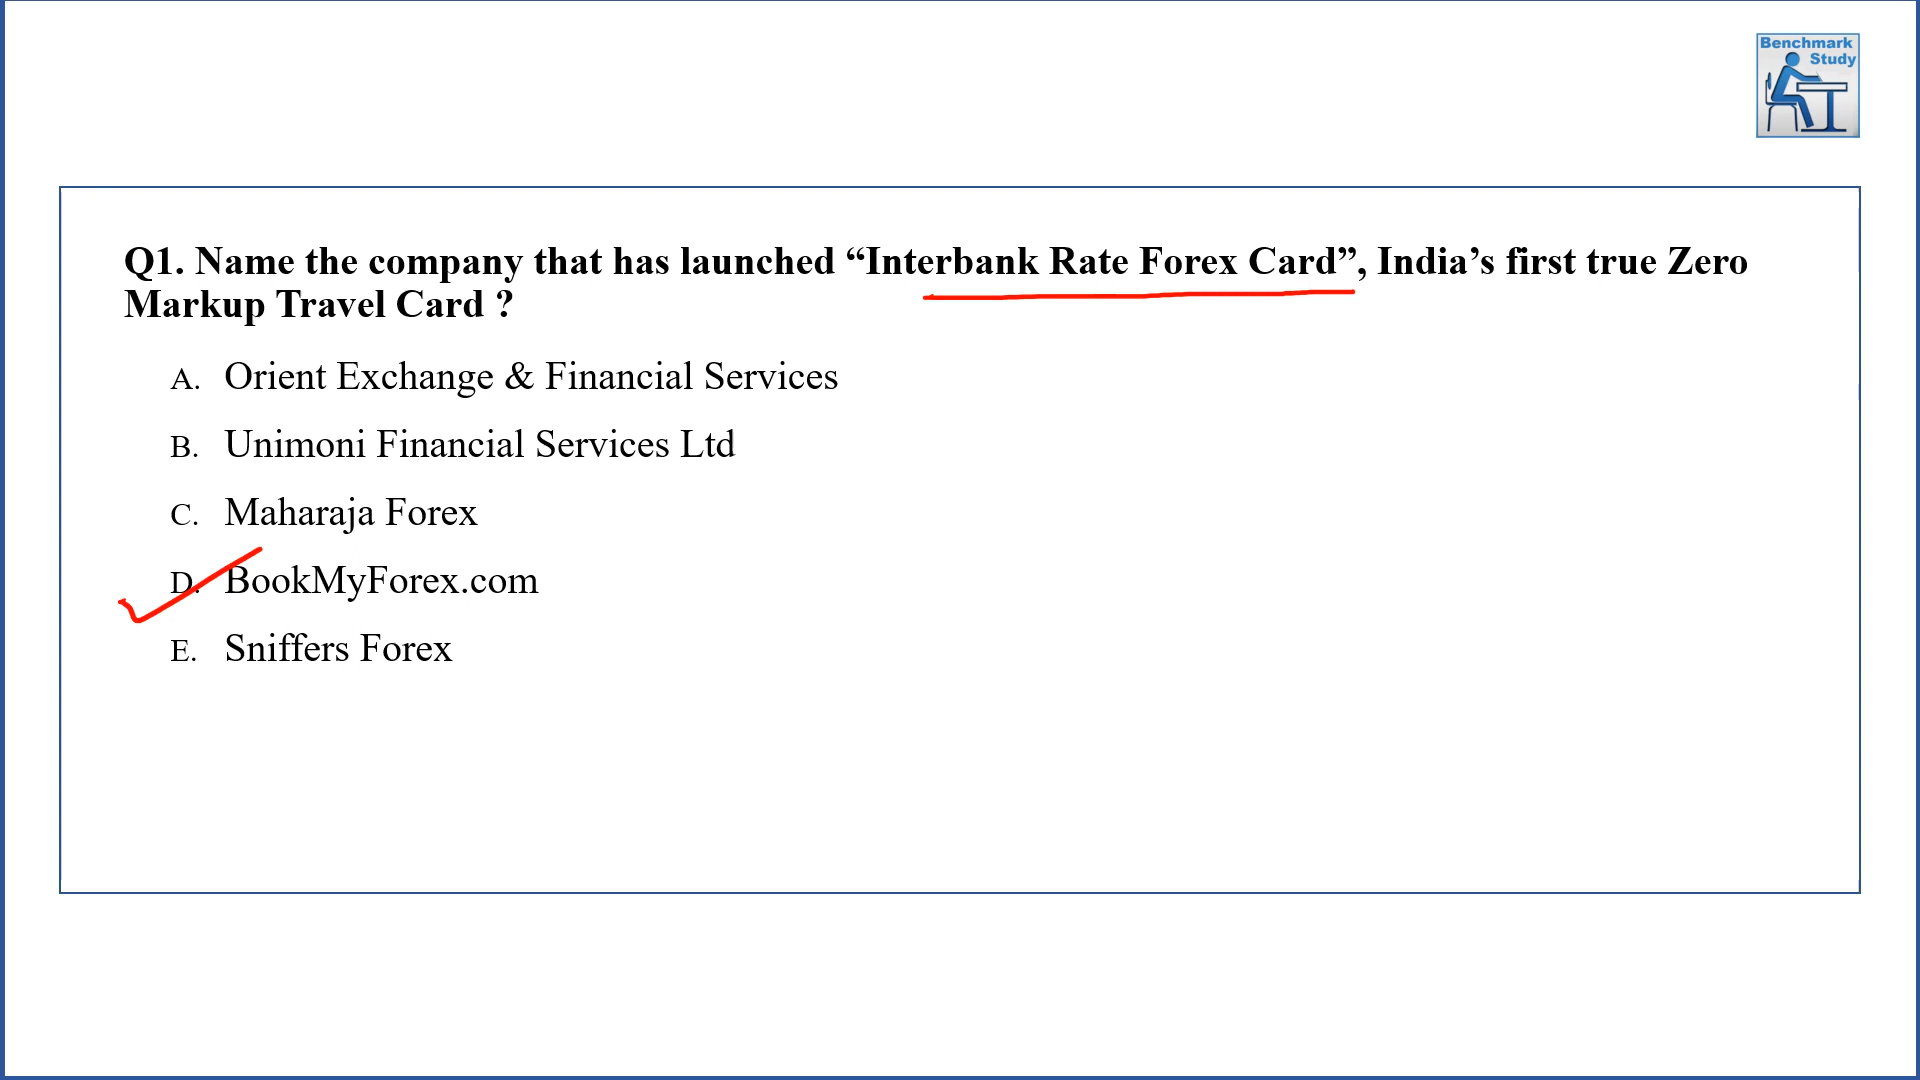 Benchmark
Study
Q1. Name the company that has launched “Interbank Rate Forex Card”, India’s first true Zero
Markup Travel Card ?
A. Orient Exchange & Financial Services
B. Unimoni Financial Services Ltd
C. Maharaja Forex
D. BookMyForex.com
E. Sniffers Forex